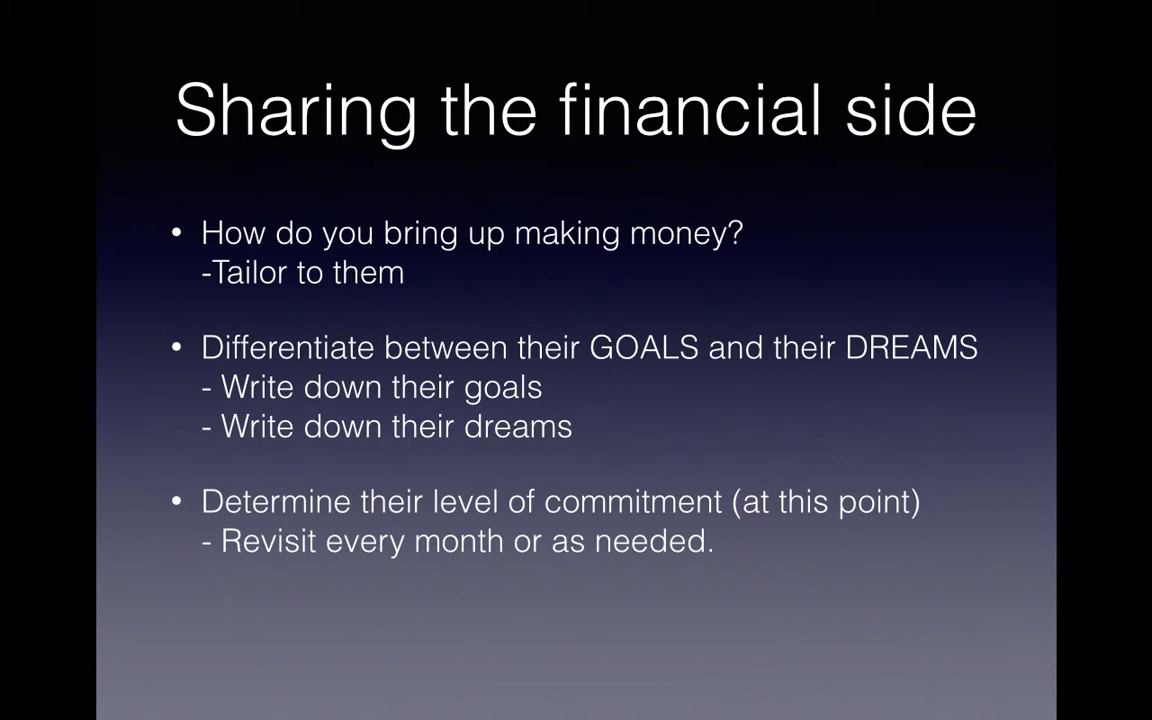 Sharing the financial side
• How do you bring up making money?
-Tailor to them
• Differentiate between their GOALS and their DREAMS
- Write down their goals
- Write down their dreams
• Determine their level of commitment (at this point)
- Revisit every month or as needed.